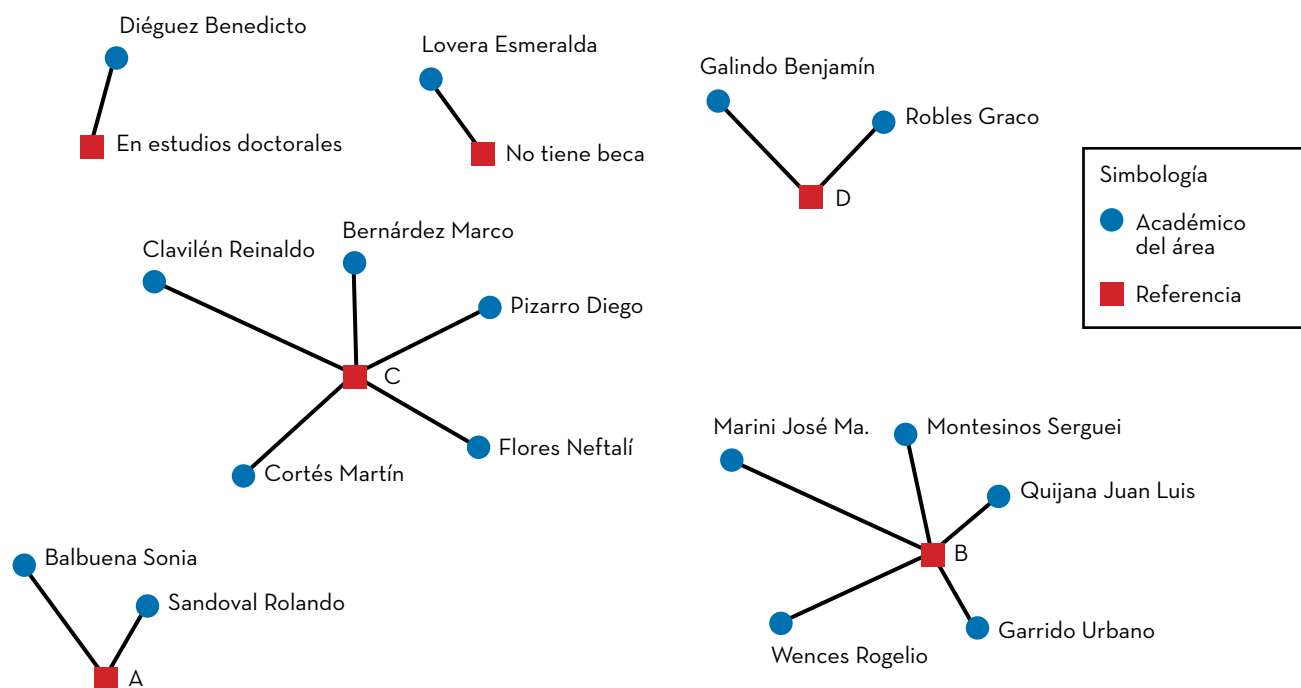 Diéguez Benedicto
En estudios doctorales
Lovera Esmeralda
No tiene beca
Galindo Benjamín
Robles Graco
D
Simbología
Académico
del área
Referencia
Clavilén Reinaldo
Bernárdez Marco
Pizarro Diego
C
Cortés Martín
Flores Neftalí
Marini José Ma.
Montesinos Serguei
Quijana Juan Luis
B
Wences Rogelio
Garrido Urbano
Balbuena Sonia
Sandoval Rolando
A